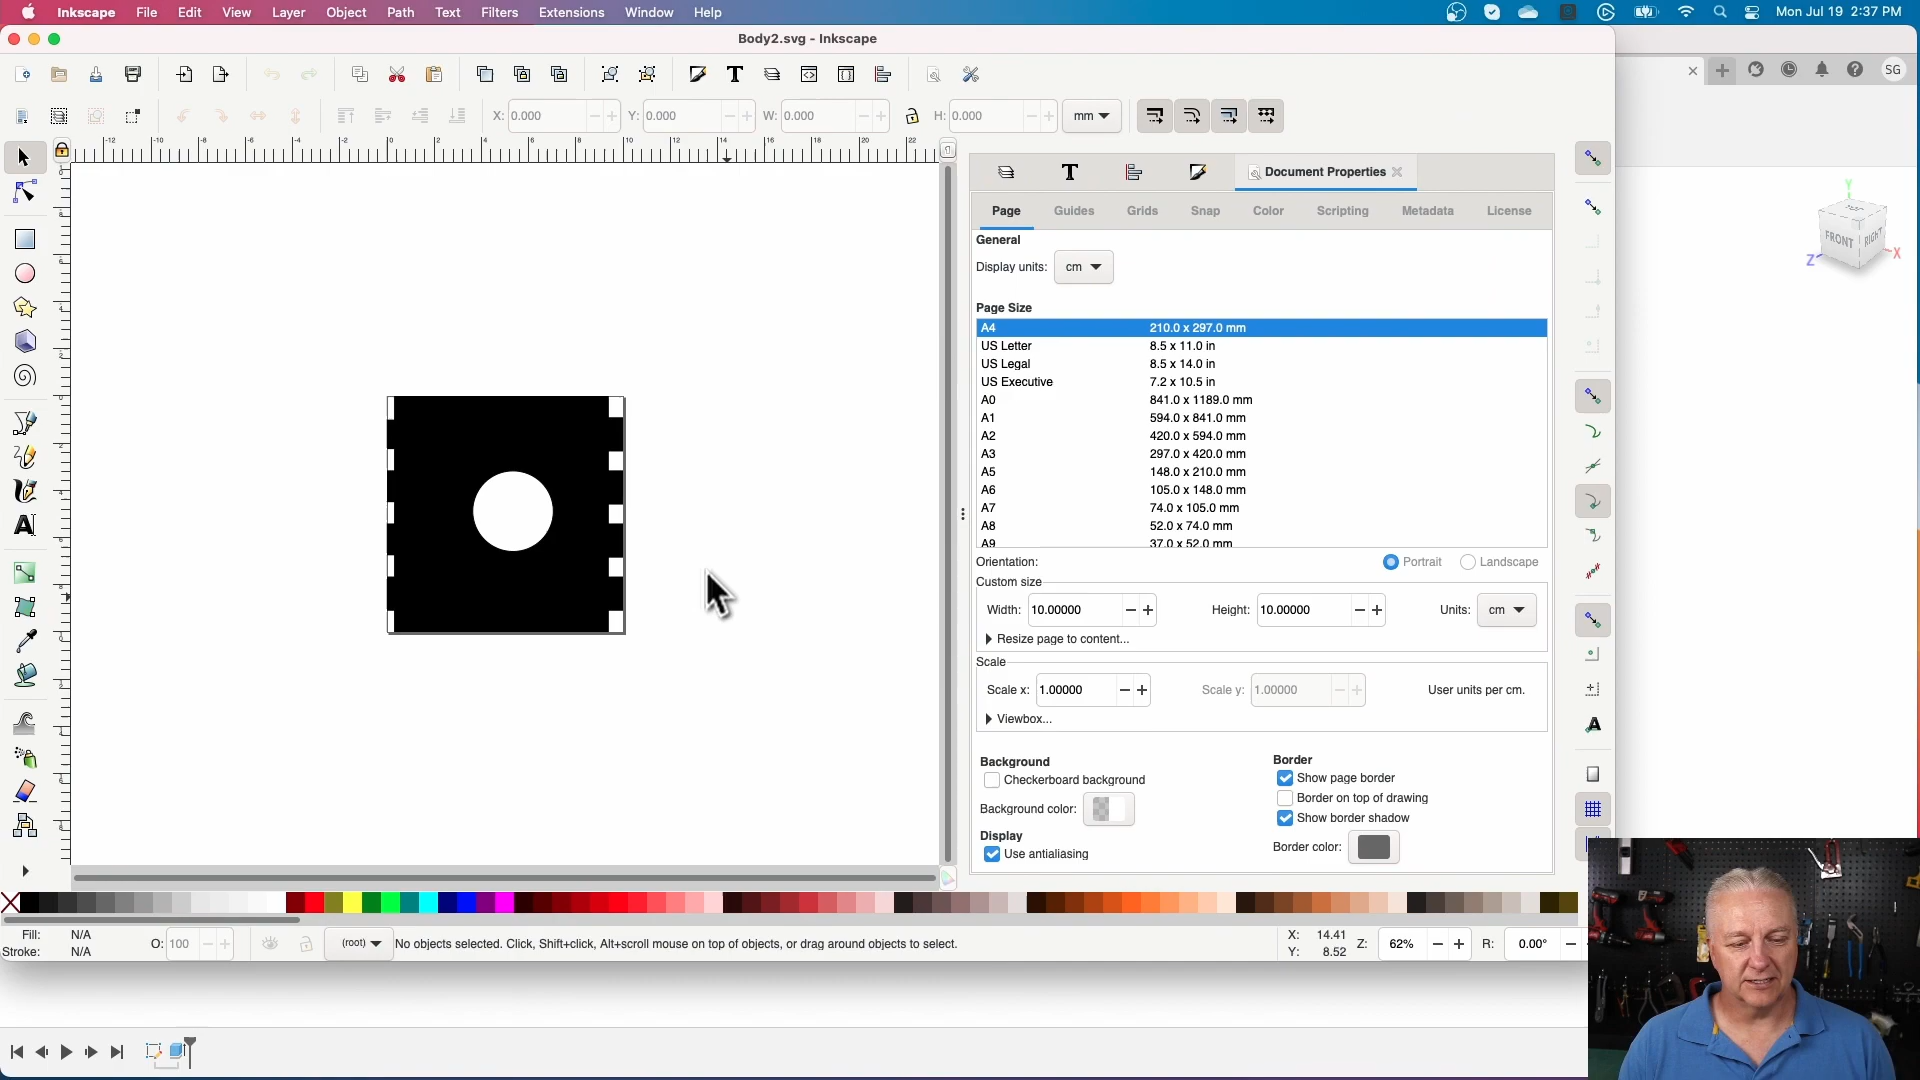 Inkscape File Edit View Layer Object Path Text Filters Extensions Window Help
Mon Jul 19 2:37 PM
Body2.svg - Inkscape
SG
X: 0.000 Y: 0.000 W: 0.000 H: 0.000 mm
Document Properties
Page Guides Grids Snap Color Scripting Metadata License
General
Display units: cm
Page Size
A4 210.0 x 297.0 mm
US Letter 8.5 x 11.0 in
US Legal 8.5 x 14.0 in
US Executive 7.2 x 10.5 in
A0 841.0 x 1189.0 mm
A1 594.0 x 841.0 mm
A2 420.0 x 594.0 mm
A3 297.0 x 420.0 mm
A5 148.0 x 210.0 mm
A6 105.0 x 148.0 mm
A7 74.0 x 105.0 mm
A8 52.0 x 74.0 mm
A9 37.0 x 52.0 mm
Orientation: Portrait Landscape
Custom size
Width: 10.00000 Height: 10.00000 Units: cm
Resize page to content...
Scale
Scale x: 1.00000 Scale y: 1.00000 User units per cm.
Viewbox...
Background
Checkerboard background
Background color:
Display
Use antialiasing
Border
Show page border
Border on top of drawing
Show border shadow
Border color:
Y
FRONT RIGHT
Z X
Fill: N/A
Stroke: N/A
O: 100
(root)
No objects selected. Click, Shift+click, Alt+scroll mouse on top of objects, or drag around objects to select.
X: 14.41
Y: 8.52
Z: 62%
R: 0.00°